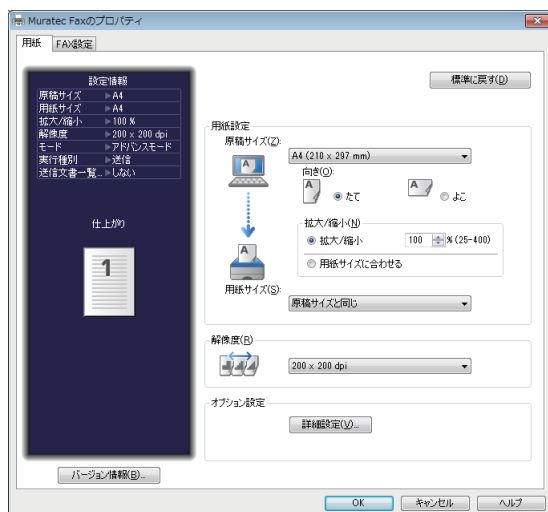 Muratec Faxのプロパティ
用紙 FAX設定
設定情報
原稿サイズ ▶A4
用紙サイズ ▶A4
拡大/縮小 ▶100 %
解像度 ▶200 x 200 dpi
モード ▶アドバンスモード
実行種別 ▶送信
送信文書一覧... ▶しない
仕上がり
1
バージョン情報(B)...
標準に戻す(D)
用紙設定
原稿サイズ(Z):
A4 (210 x 297 mm)
向き(O):
A たて A よこ
拡大/縮小(N)
拡大/縮小 100 % (25-400)
用紙サイズに合わせる
用紙サイズ(S):
原稿サイズと同じ
解像度(R)
200 x 200 dpi
オプション設定
詳細設定(V)...
OK キャンセル ヘルプ